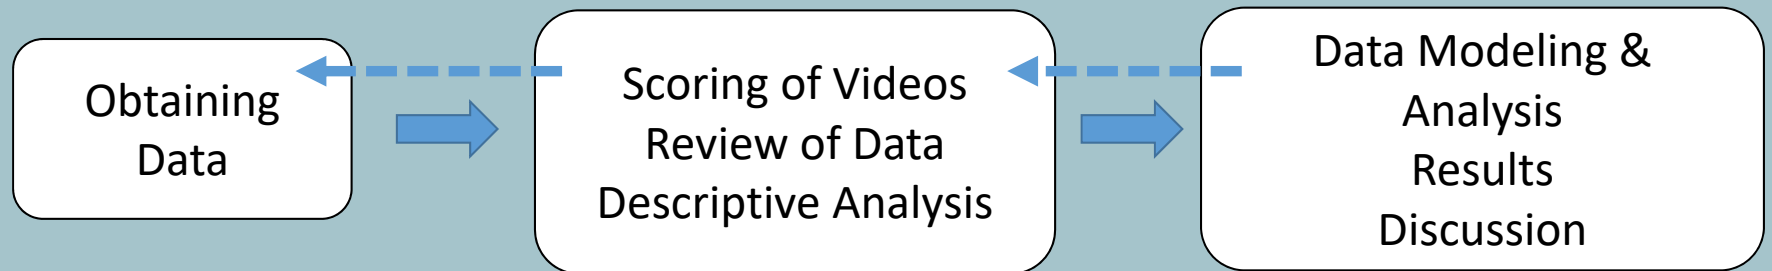 Obtaining
Data
Scoring of Videos
Review of Data
Descriptive Analysis
Data Modeling &
Analysis
Results
Discussion